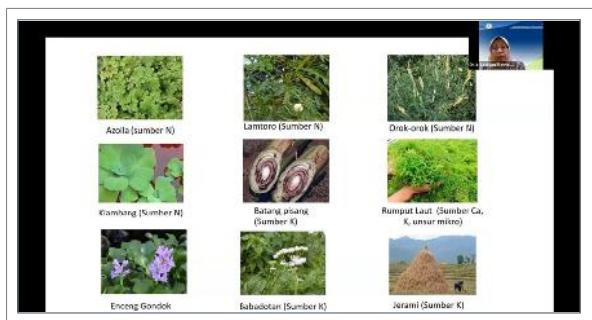 Azolla (sumber N)
Lamtoro (Sumber N)
Orok-orok (Sumber N)
Kiambang (Sumber N)
Batang pisang
(Sumber K)
Rumput Laut (Sumber Ca,
K, unsur mikro)
Enceng Gondok
Babadotan (Sumber K)
Jerami (Sumber K)